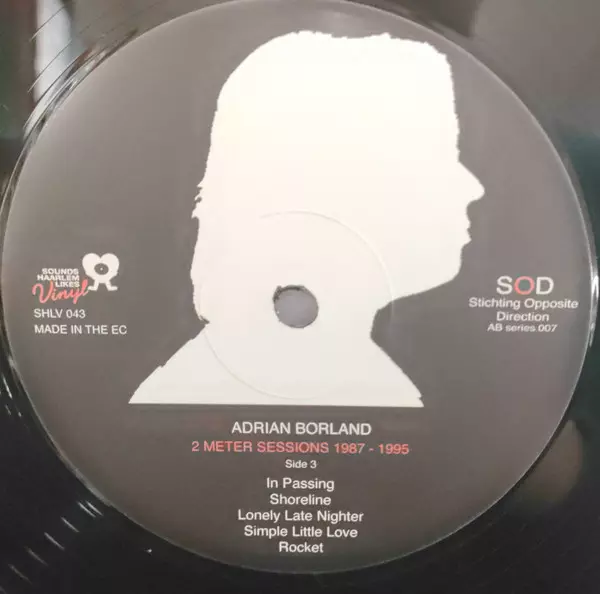 SOUNDS
HAARLEM
LIKES
Vinyl
SHLV 043
MADE IN THE EC
SOD
Stichting Opposite
Direction
AB series 007
ADRIAN BORLAND
2 METER SESSIONS 1987 - 1995
Side 3
In Passing
Shoreline
Lonely Late Nighter
Simple Little Love
Rocket